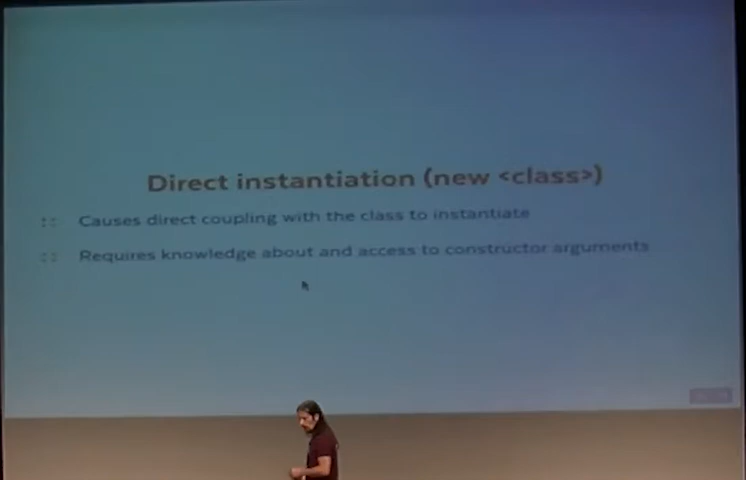 Direct instantiation (new <class>)
:: Causes direct coupling with the class to instantiate
:: Requires knowledge about and access to constructor arguments